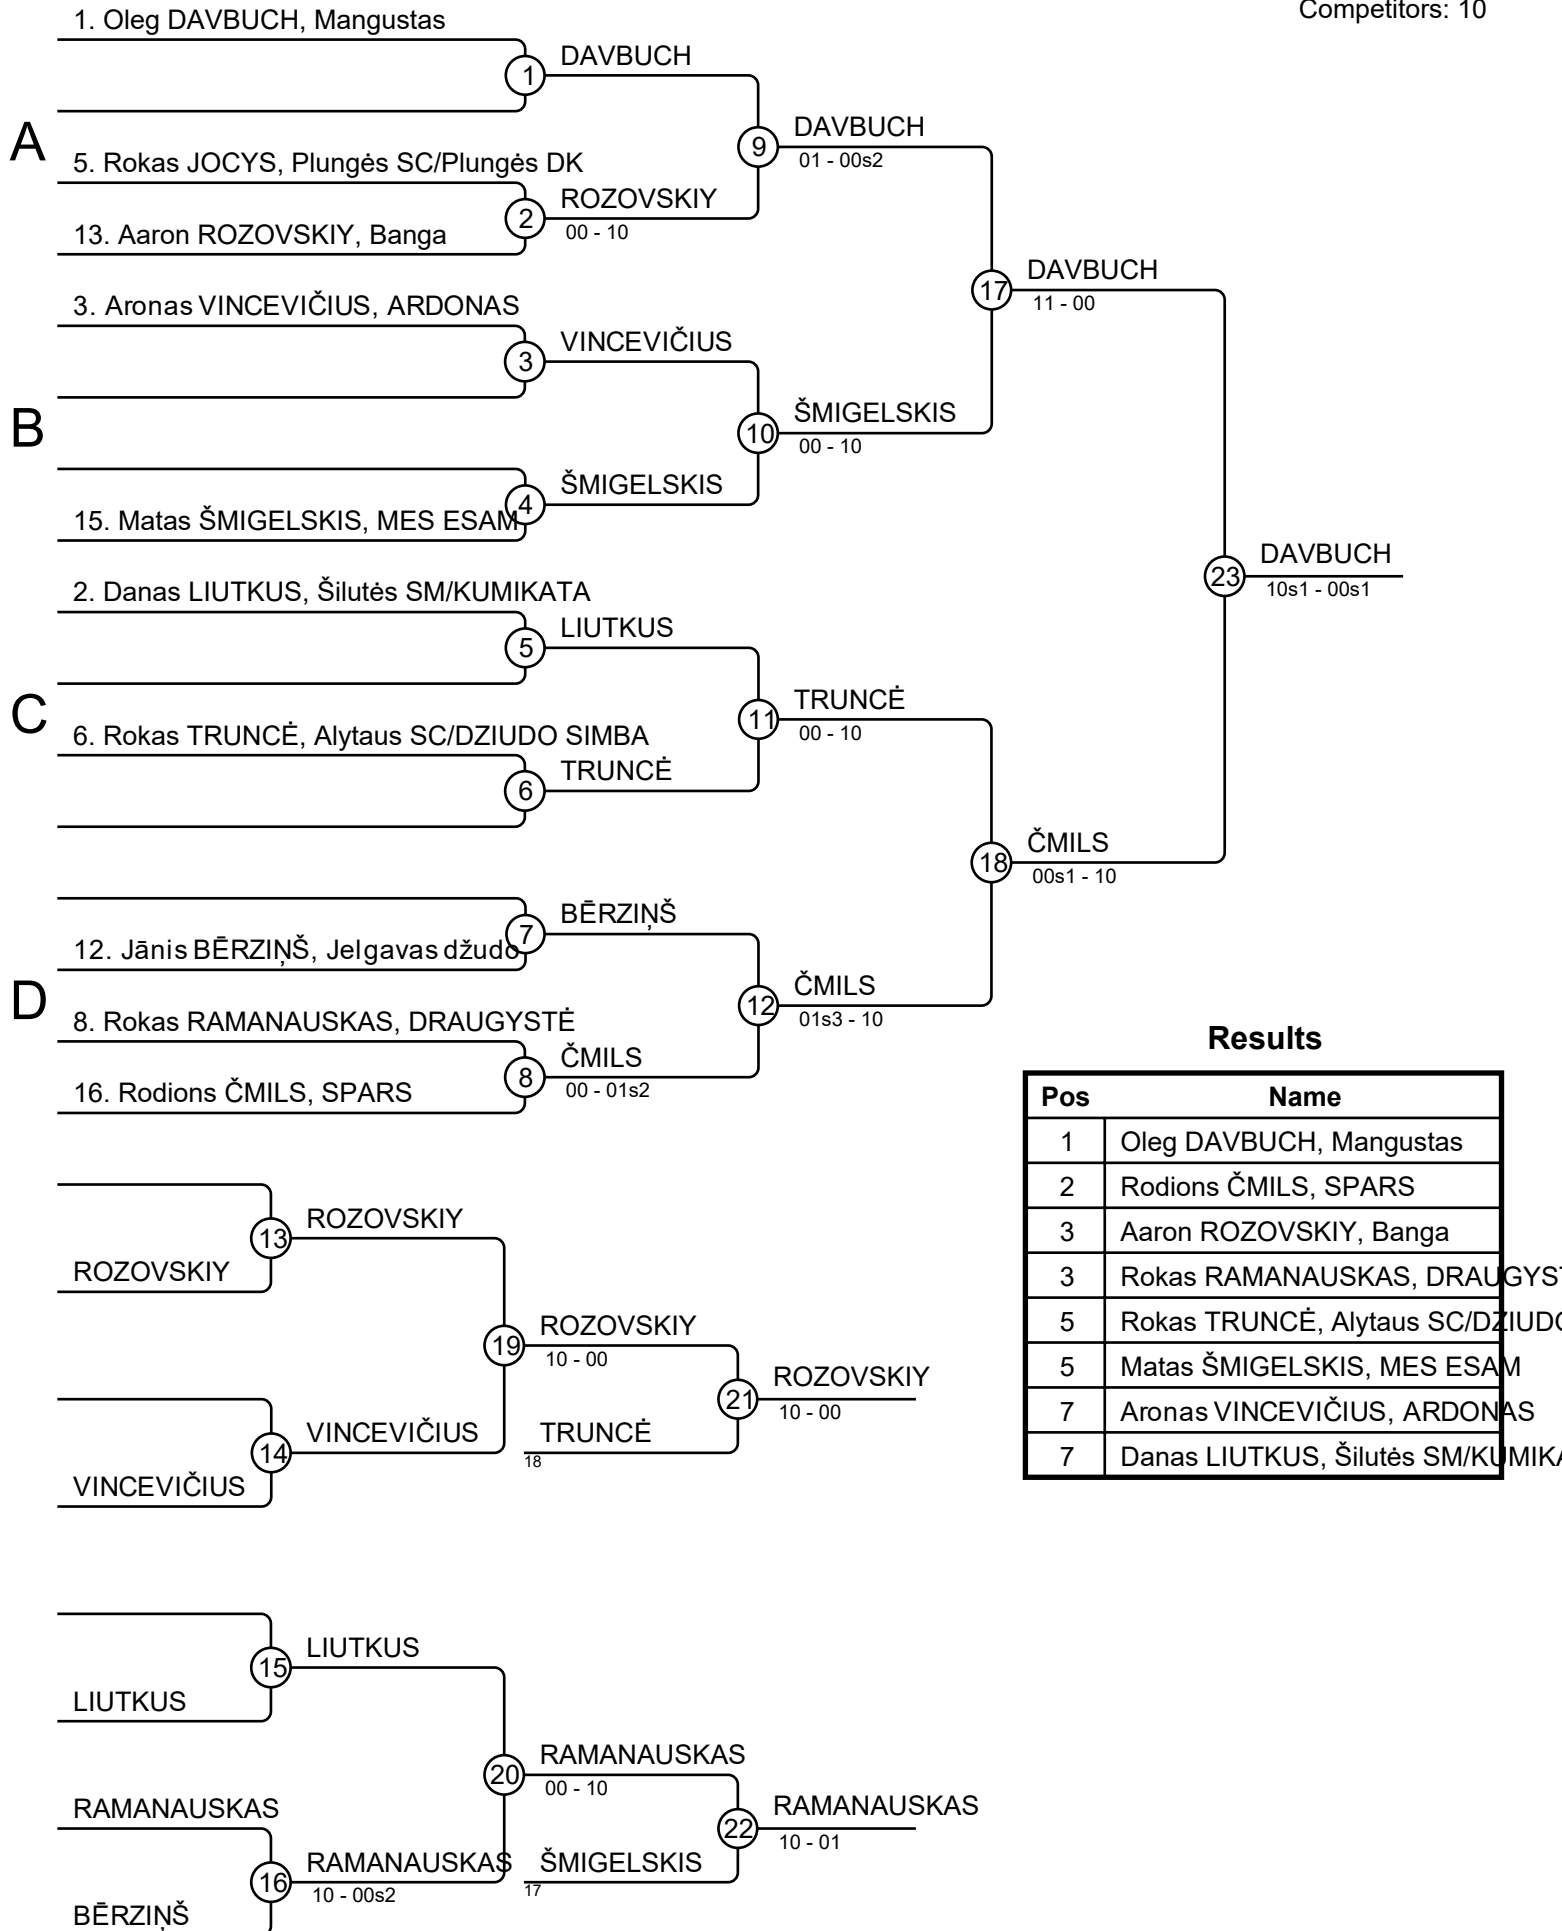 Competitors: 10
1. Oleg DAVBUCH, Mangustas
1
DAVBUCH
A
9
DAVBUCH
01 - 00s2
5. Rokas JOCYS, Plungės SC/Plungės DK
2
ROZOVSKIY
00 - 10
13. Aaron ROZOVSKIY, Banga
17
DAVBUCH
11 - 00
3. Aronas VINCEVIČIUS, ARDONAS
3
VINCEVIČIUS
B
10
ŠMIGELSKIS
00 - 10
4
ŠMIGELSKIS
15. Matas ŠMIGELSKIS, MES ESAM
23
DAVBUCH
10s1 - 00s1
2. Danas LIUTKUS, Šilutės SM/KUMIKATA
5
LIUTKUS
C
11
TRUNCĖ
00 - 10
6. Rokas TRUNCĖ, Alytaus SC/DZIUDO SIMBA
6
TRUNCĖ
18
ČMILS
00s1 - 10
7
BĒRZIŅŠ
12. Jānis BĒRZIŅŠ, Jelgavas džudo
D
12
ČMILS
01s3 - 10
8. Rokas RAMANAUSKAS, DRAUGYSTĖ
8
ČMILS
00 - 01s2
16. Rodions ČMILS, SPARS
Results
Pos Name
1 Oleg DAVBUCH, Mangustas
2 Rodions ČMILS, SPARS
3 Aaron ROZOVSKIY, Banga
3 Rokas RAMANAUSKAS, DRAUGYST
5 Rokas TRUNCĖ, Alytaus SC/DZIUDO
5 Matas ŠMIGELSKIS, MES ESAM
7 Aronas VINCEVIČIUS, ARDONAS
7 Danas LIUTKUS, Šilutės SM/KUMIKA
13
ROZOVSKIY
ROZOVSKIY
19
ROZOVSKIY
10 - 00
21
ROZOVSKIY
10 - 00
14
VINCEVIČIUS
TRUNCĖ
18
VINCEVIČIUS
15
LIUTKUS
LIUTKUS
20
RAMANAUSKAS
00 - 10
RAMANAUSKAS
22
RAMANAUSKAS
10 - 01
16
RAMANAUSKAS
10 - 00s2
ŠMIGELSKIS
17
BĒRZIŅŠ